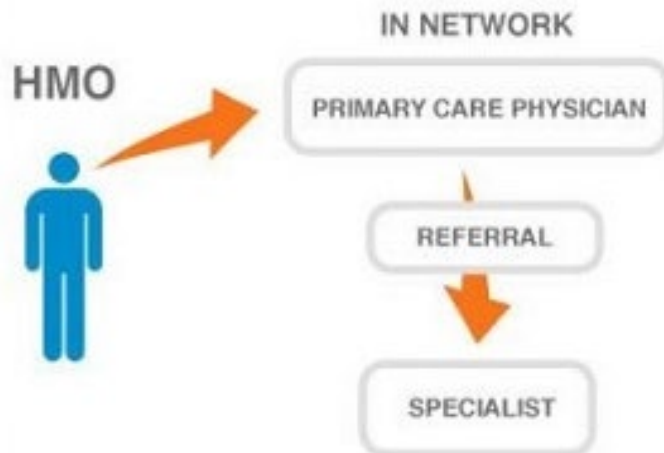 HMO
IN NETWORK
PRIMARY CARE PHYSICIAN
REFERRAL
SPECIALIST